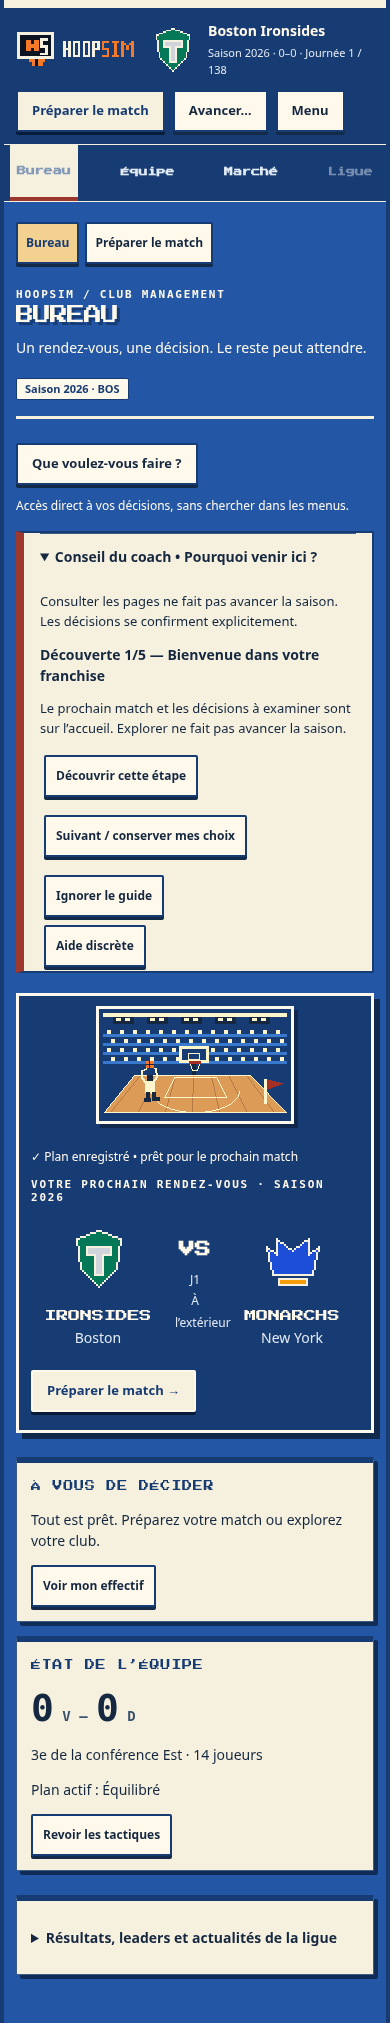 HS HOOPSIM
Boston Ironsides
Saison 2026 · 0–0 · Journée 1 /
138
Préparer le match
Avancer…
Menu
Bureau
Équipe
Marché
Ligue
Bureau
Préparer le match
HOOPSIM / CLUB MANAGEMENT
BUREAU
Un rendez-vous, une décision. Le reste peut attendre.
Saison 2026 · BOS
Que voulez-vous faire ?
Accès direct à vos décisions, sans chercher dans les menus.
▼ Conseil du coach • Pourquoi venir ici ?
Consulter les pages ne fait pas avancer la saison.
Les décisions se confirment explicitement.
Découverte 1/5 — Bienvenue dans votre
franchise
Le prochain match et les décisions à examiner sont
sur l’accueil. Explorer ne fait pas avancer la saison.
Découvrir cette étape
Suivant / conserver mes choix
Ignorer le guide
Aide discrète
✓ Plan enregistré • prêt pour le prochain match
VOTRE PROCHAIN RENDEZ-VOUS · SAISON
2026
T
IRONSIDES
Boston
VS
J1
À
l’extérieur
MONARCHS
New York
Préparer le match →
À VOUS DE DÉCIDER
Tout est prêt. Préparez votre match ou explorez
votre club.
Voir mon effectif
ÉTAT DE L’ÉQUIPE
0 V – 0 D
3e de la conférence Est · 14 joueurs
Plan actif : Équilibré
Revoir les tactiques
▶ Résultats, leaders et actualités de la ligue